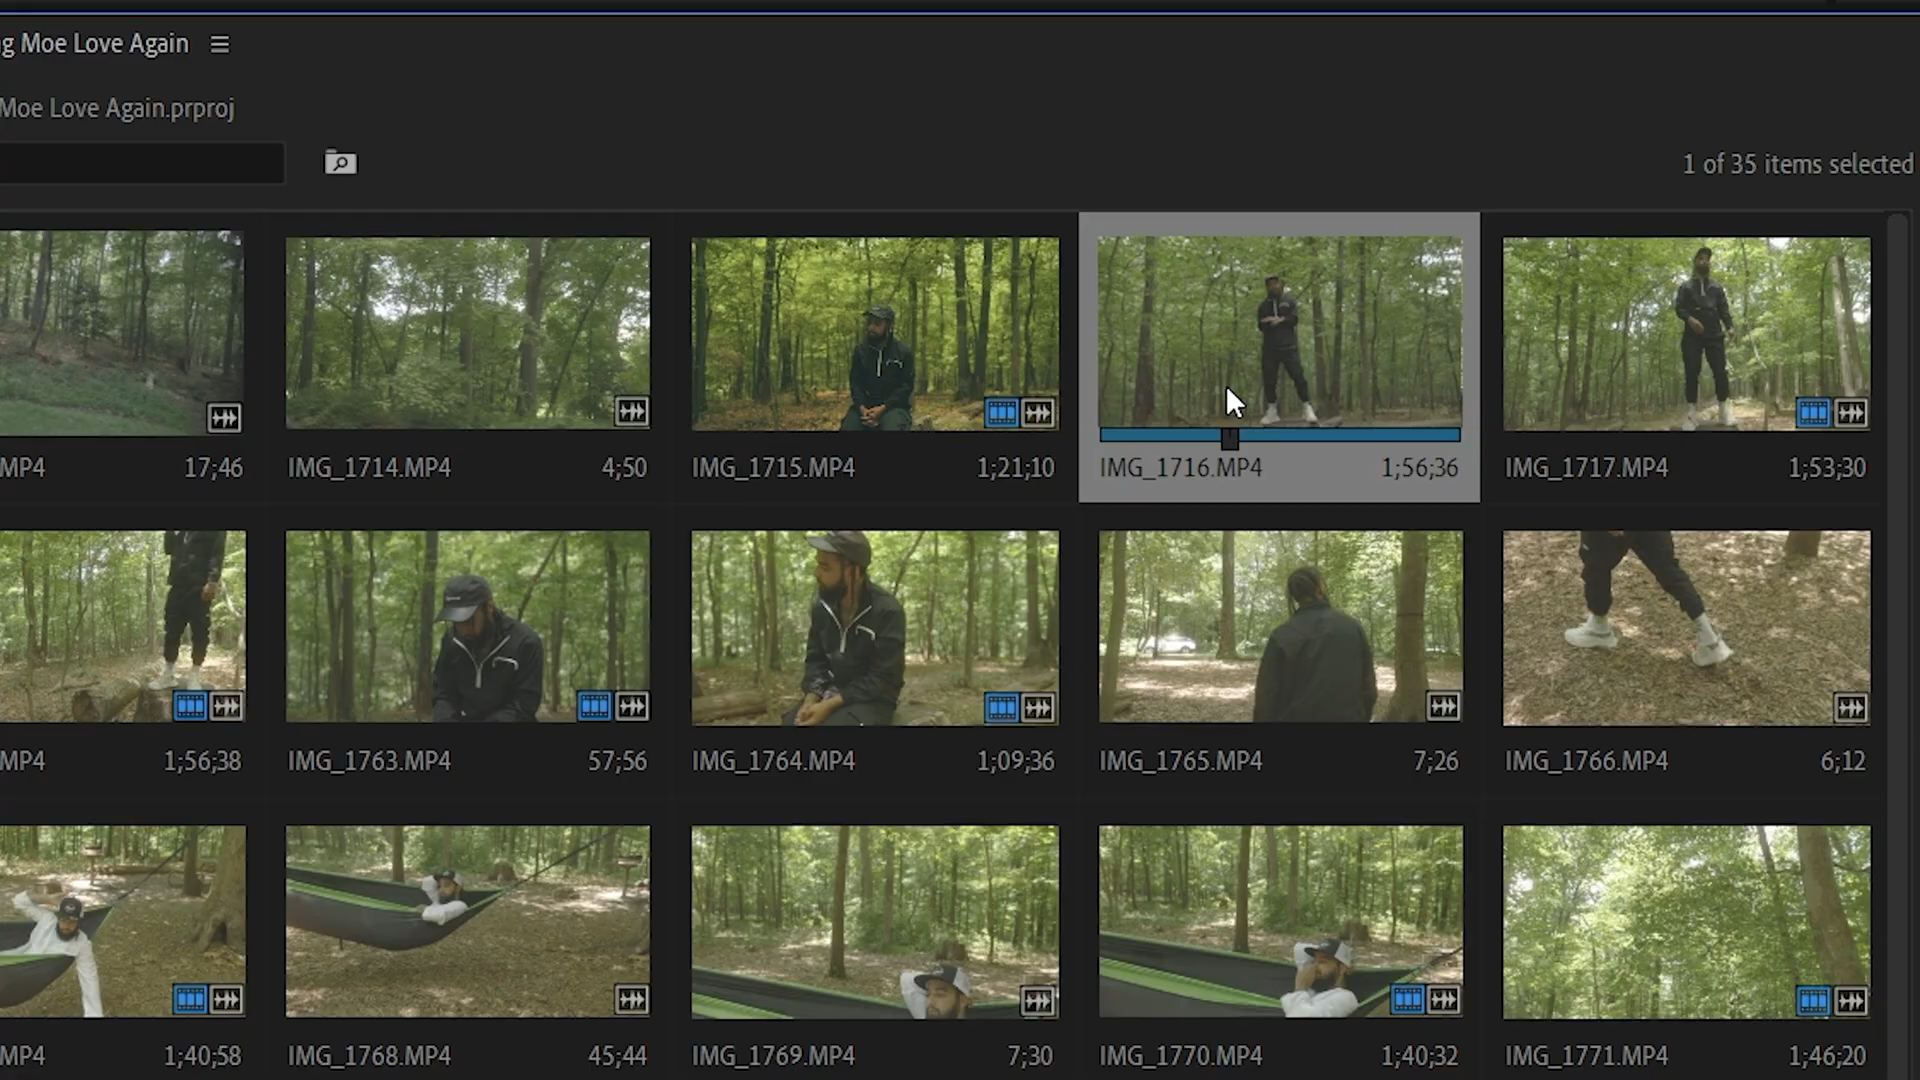 g Moe Love Again
Moe Love Again.prproj
1 of 35 items selected
MP4 17;46 IMG_1714.MP4 4;50 IMG_1715.MP4 1;21;10 IMG_1716.MP4 1;56;36 IMG_1717.MP4 1;53;30
MP4 1;56;38 IMG_1763.MP4 57;56 IMG_1764.MP4 1;09;36 IMG_1765.MP4 7;26 IMG_1766.MP4 6;12
MP4 1;40;58 IMG_1768.MP4 45;44 IMG_1769.MP4 7;30 IMG_1770.MP4 1;40;32 IMG_1771.MP4 1;46;20